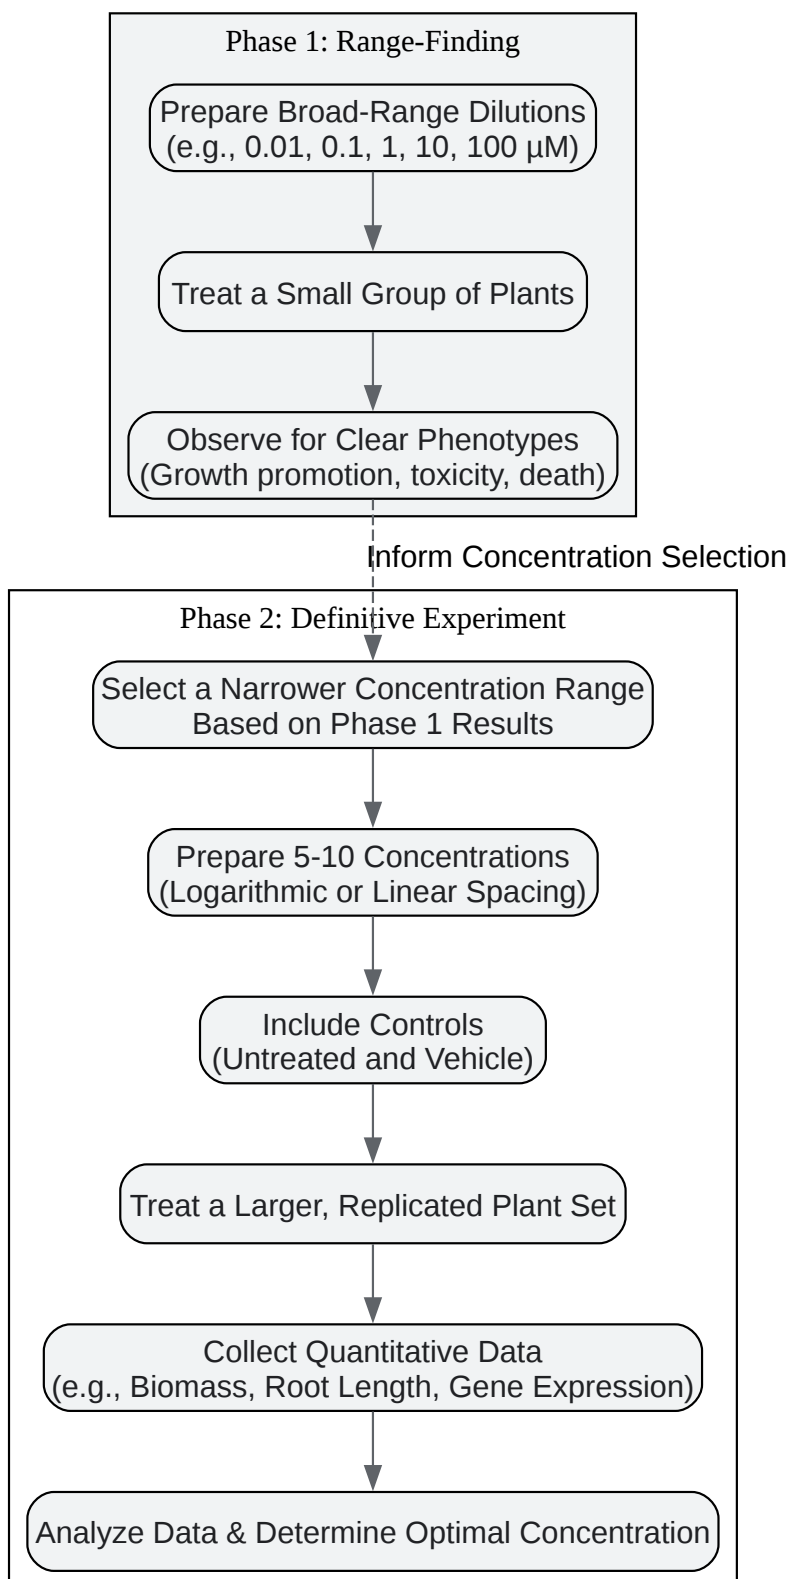 Phase 1: Range-Finding
Prepare Broad-Range Dilutions
(e.g., 0.01, 0.1, 1, 10, 100 µM)
Treat a Small Group of Plants
Observe for Clear Phenotypes
(Growth promotion, toxicity, death)
Inform Concentration Selection
Phase 2: Definitive Experiment
Select a Narrower Concentration Range
Based on Phase 1 Results
Prepare 5-10 Concentrations
(Logarithmic or Linear Spacing)
Include Controls
(Untreated and Vehicle)
Treat a Larger, Replicated Plant Set
Collect Quantitative Data
(e.g., Biomass, Root Length, Gene Expression)
Analyze Data & Determine Optimal Concentration